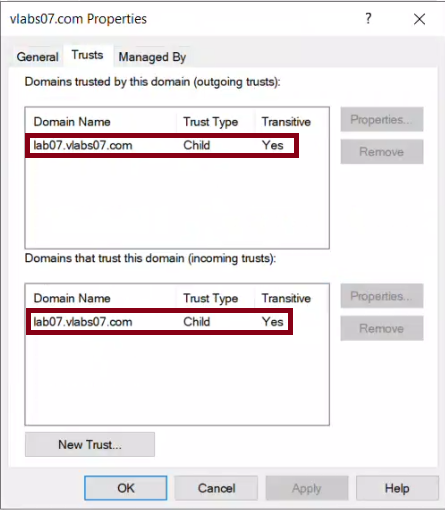 vlabs07.com Properties ? ×
General Trusts Managed By
Domains trusted by this domain (outgoing trusts):
Domain Name Trust Type Transitive
lab07.vlabs07.com Child Yes
Properties...
Remove
Domains that trust this domain (incoming trusts):
Domain Name Trust Type Transitive
lab07.vlabs07.com Child Yes
Properties...
Remove
New Trust...
OK Cancel Apply Help